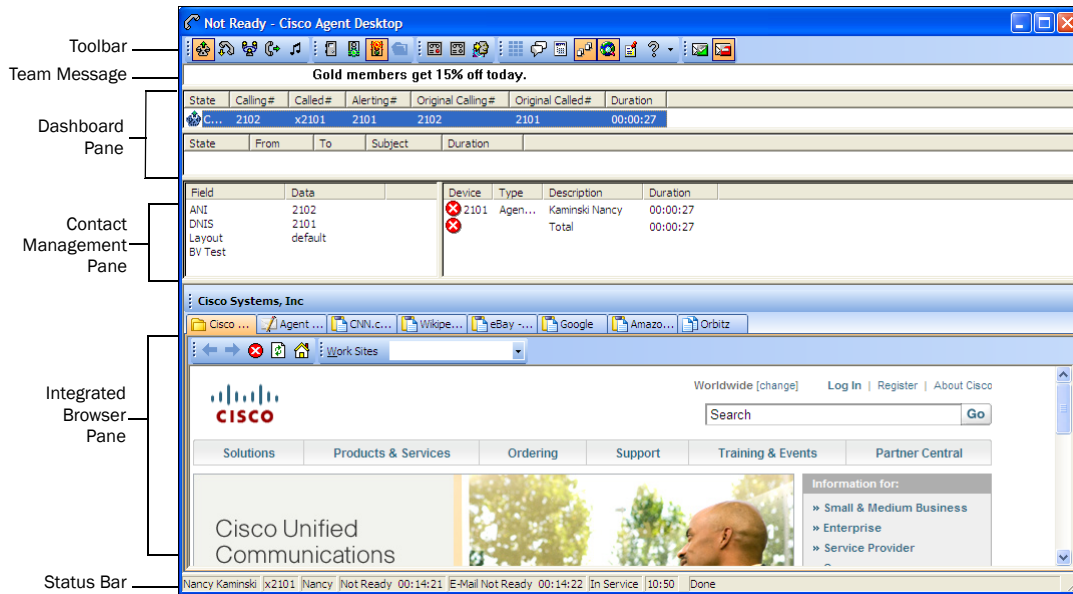 Not Ready - Cisco Agent Desktop
Toolbar
Team Message
Gold members get 15% off today.
State Calling# Called# Alerting# Original Calling# Original Called# Duration
C... 2102 x2101 2101 2102 2101 00:00:27
Dashboard Pane
State From To Subject Duration
Field Data
Device Type Description Duration
ANI 2102
2101 Agen... Kaminski Nancy 00:00:27
DNIS 2101
Total 00:00:27
Layout default
BV Test
Contact Management Pane
Cisco Systems, Inc
Cisco ... Agent ... CNN.c... Wikipe... eBay -... Google Amazo... Orbitz
Work Sites
Integrated Browser Pane
Worldwide [change] Log In | Register | About Cisco
CISCO
Search Go
Solutions Products & Services Ordering Support Training & Events Partner Central
Information for:
» Small & Medium Business
» Enterprise
» Service Provider
Cisco Unified
Communications
Status Bar
Nancy Kaminski x2101 Nancy Not Ready 00:14:21 E-Mail Not Ready 00:14:22 In Service 10:50 Done